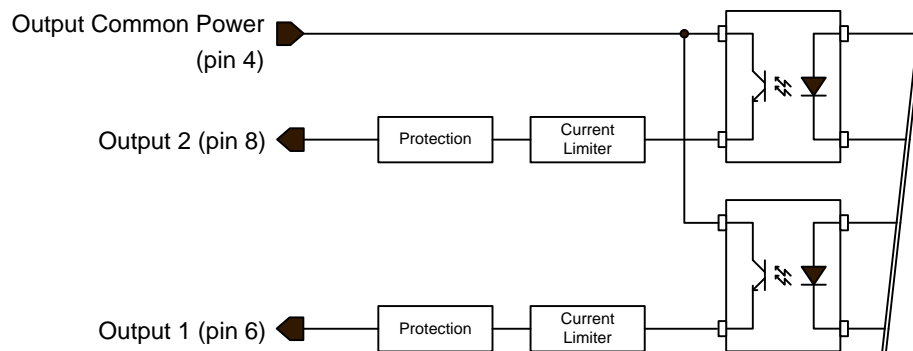 Output Common Power
(pin 4)
Output 2 (pin 8)
Protection
Current
Limiter
Output 1 (pin 6)
Protection
Current
Limiter